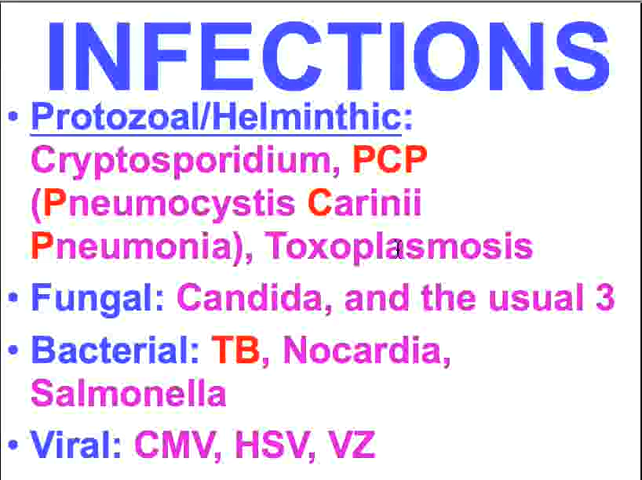 INFECTIONS
• Protozoal/Helminthic:
Cryptosporidium, PCP
(Pneumocystis Carinii
Pneumonia), Toxoplasmosis
• Fungal: Candida, and the usual 3
• Bacterial: TB, Nocardia,
Salmonella
• Viral: CMV, HSV, VZ